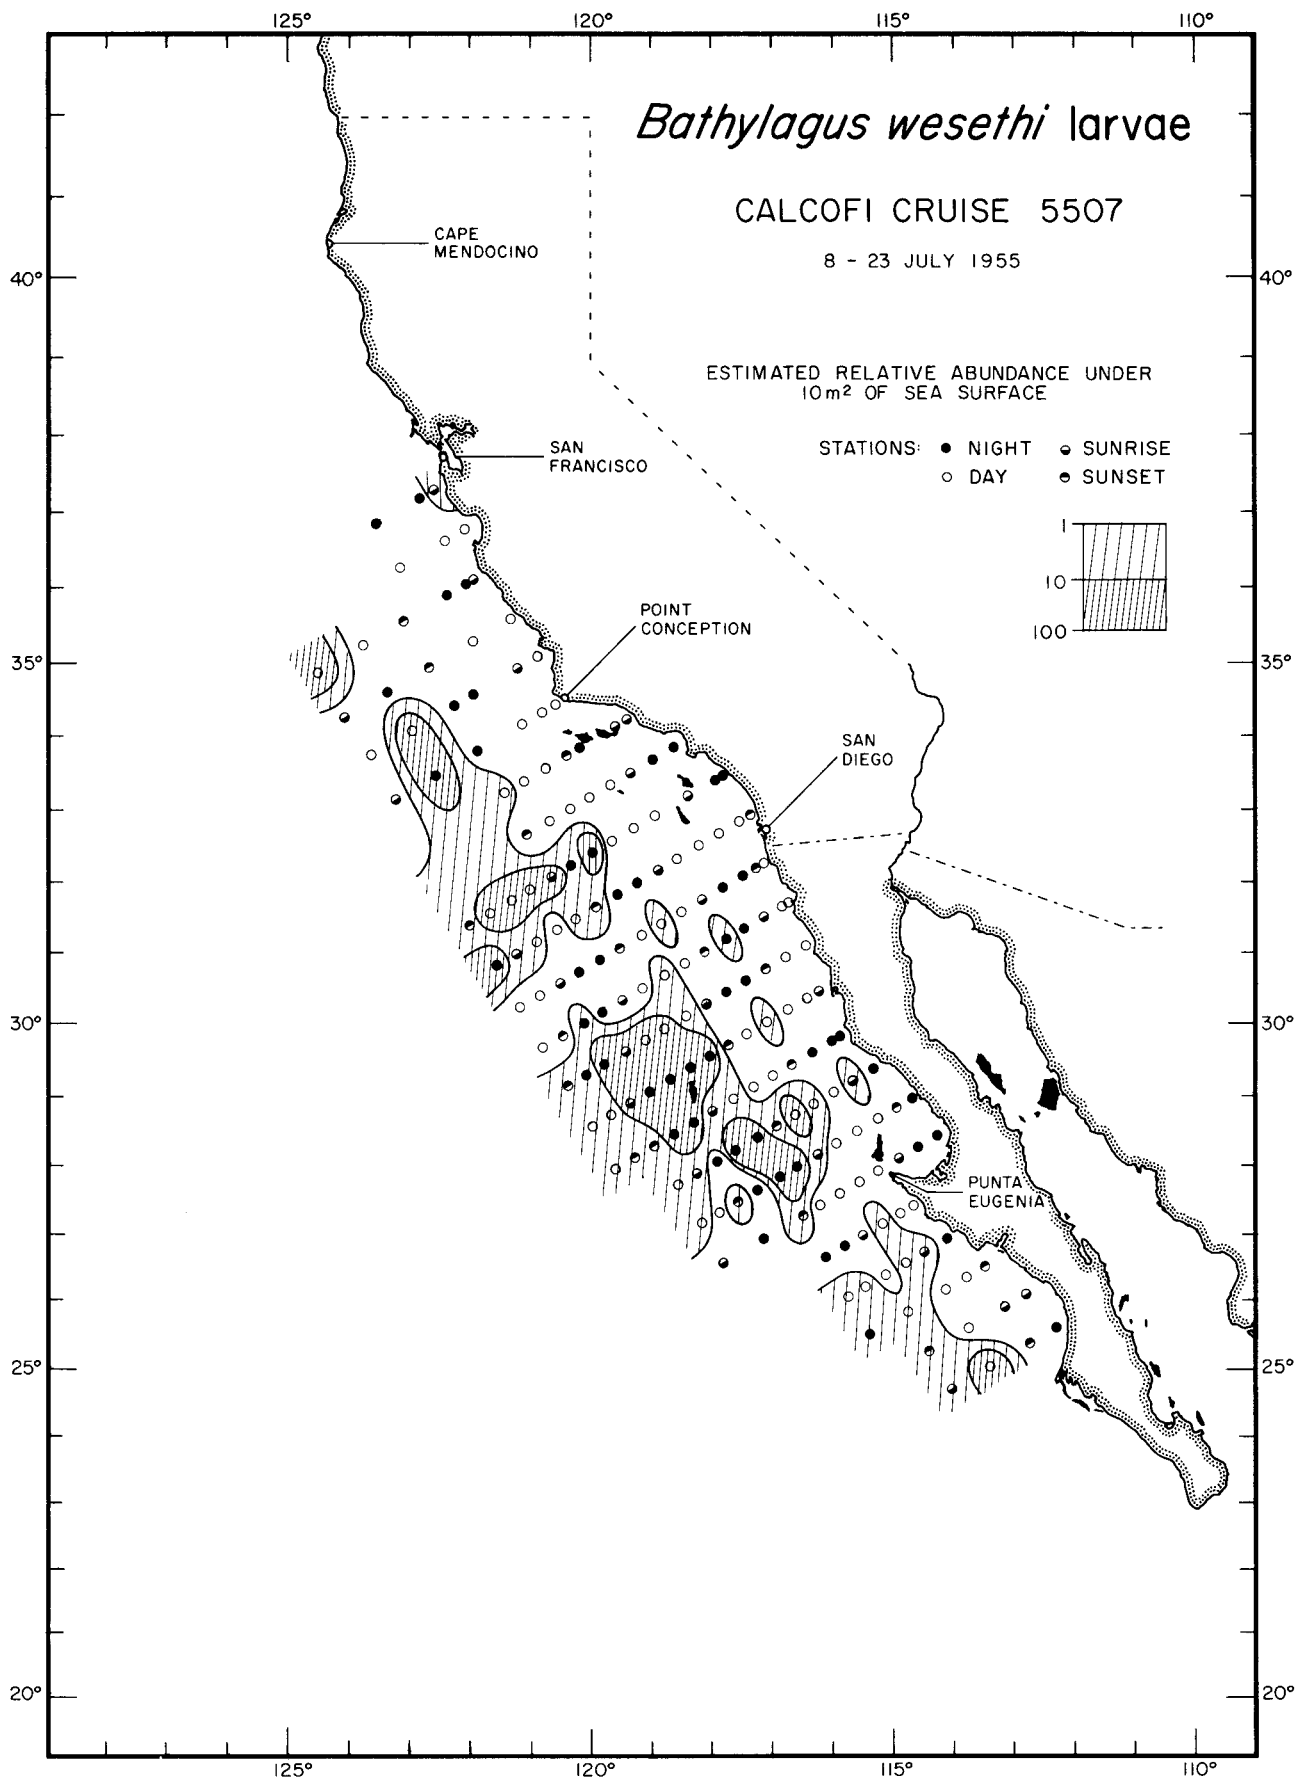 125° 120° 115° 110°
Bathylagus wesethi larvae
CALCOFI CRUISE 5507
8 - 23 JULY 1955
CAPE
MENDOCINO
40° 40°
ESTIMATED RELATIVE ABUNDANCE UNDER
10m² OF SEA SURFACE
STATIONS: NIGHT SUNRISE
DAY SUNSET
SAN
FRANCISCO
1
10
100
POINT
CONCEPTION
35° 35°
SAN
DIEGO
30° 30°
PUNTA
EUGENIA
25° 25°
20° 20°
125° 120° 115° 110°